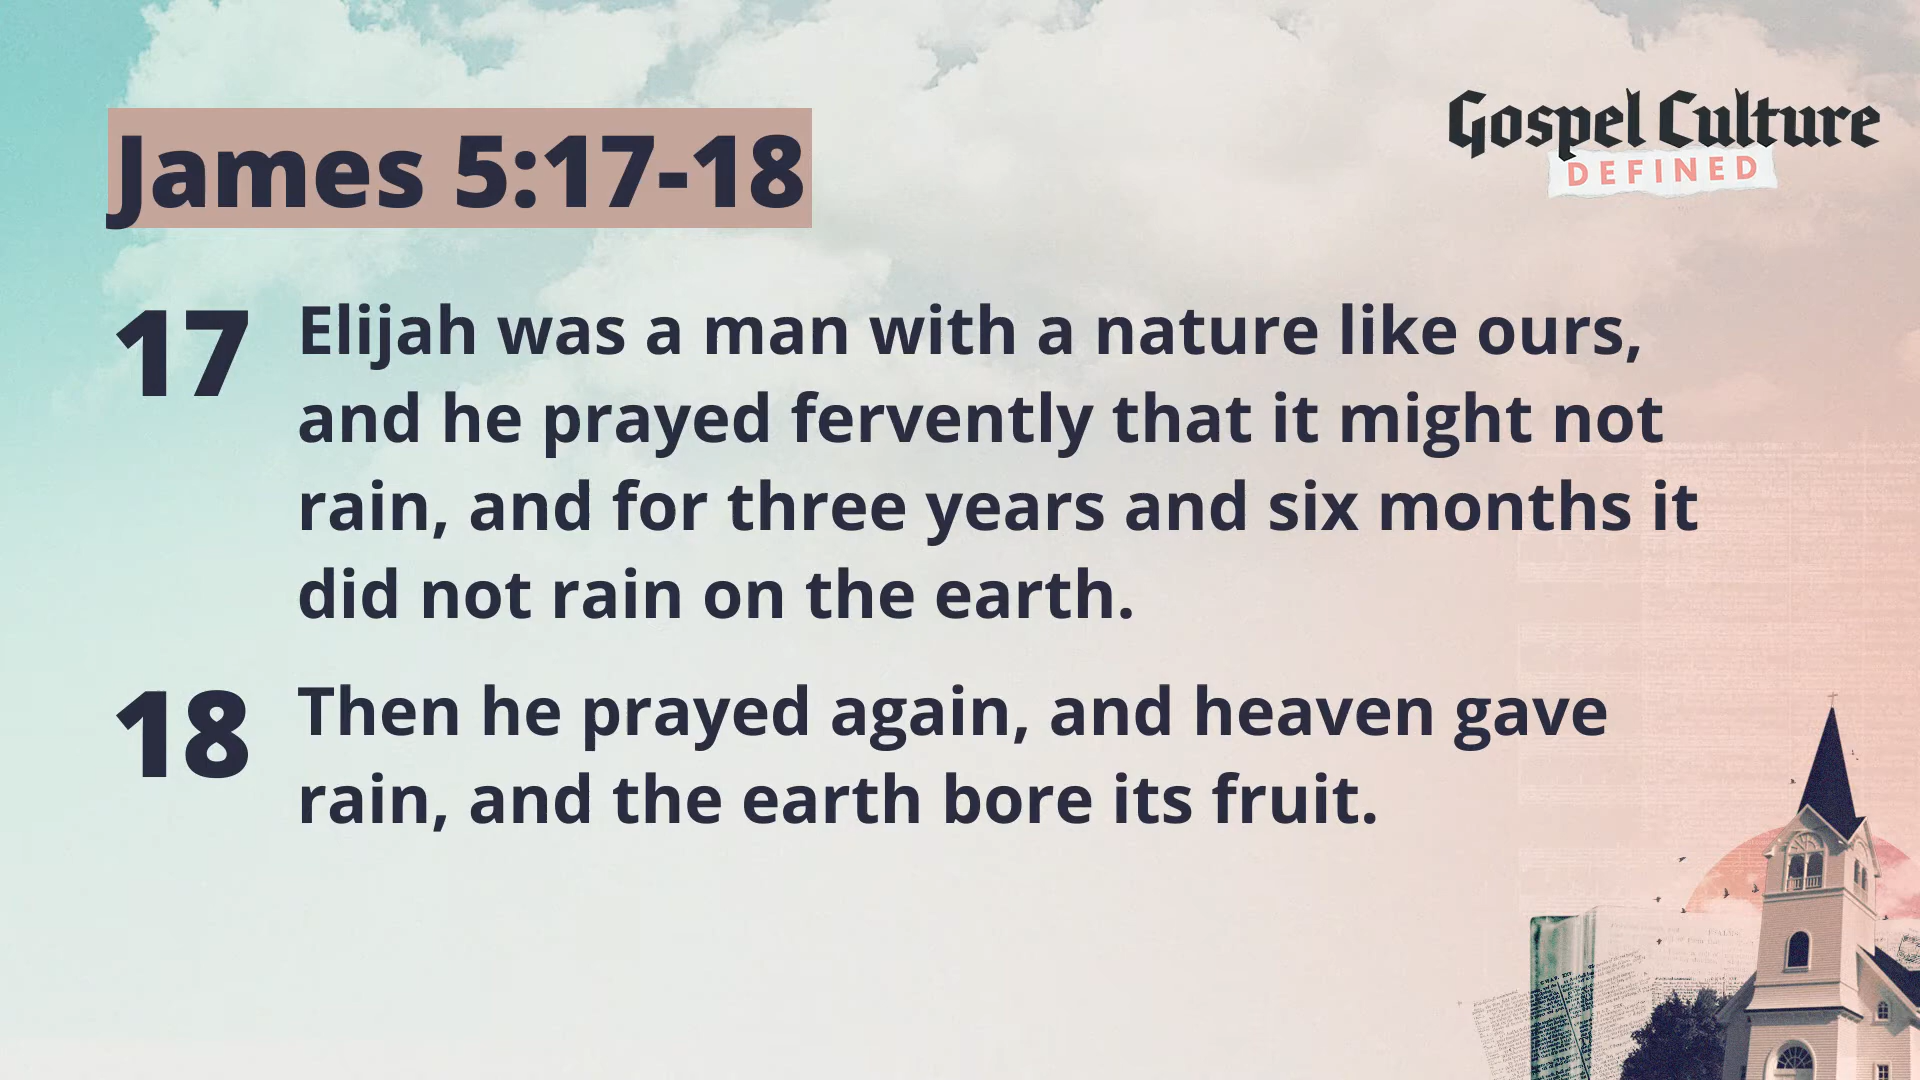 Gospel Culture
DEFINED
James 5:17-18
17 Elijah was a man with a nature like ours,
and he prayed fervently that it might not
rain, and for three years and six months it
did not rain on the earth.
18 Then he prayed again, and heaven gave
rain, and the earth bore its fruit.